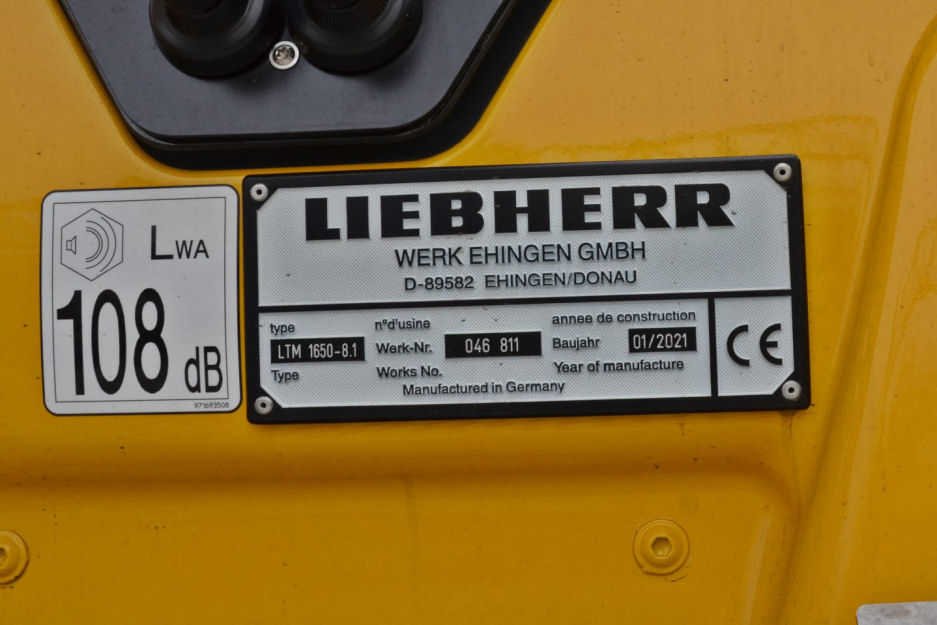 LWA
108 dB
971693508
LIEBHERR
WERK EHINGEN GMBH
D-89582 EHINGEN/DONAU
type
LTM 1650-8.1
Type
n°d'usine
Werk-Nr. 046 811
Works No.
annee de construction
Baujahr 01/2021
Year of manufacture
Manufactured in Germany
CE